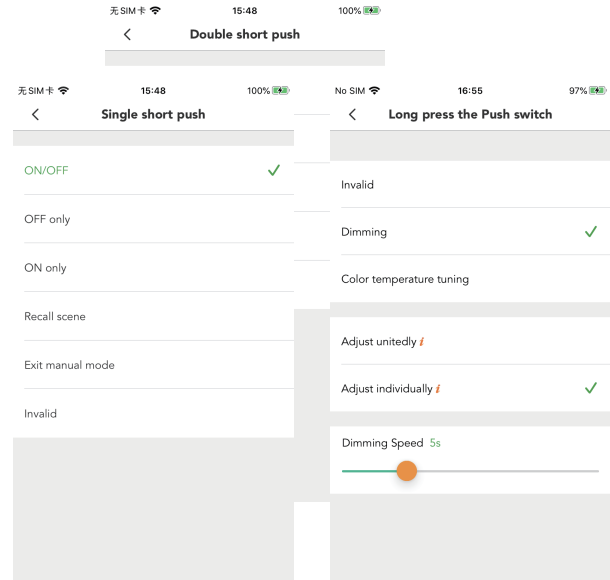 无SIM卡 15:48 100%
Double short push
无SIM卡 15:48 100%
Single short push
ON/OFF
OFF only
ON only
Recall scene
Exit manual mode
Invalid
No SIM 16:55 97%
Long press the Push switch
Invalid
Dimming
Color temperature tuning
Adjust unitedly i
Adjust individually i
Dimming Speed 5s